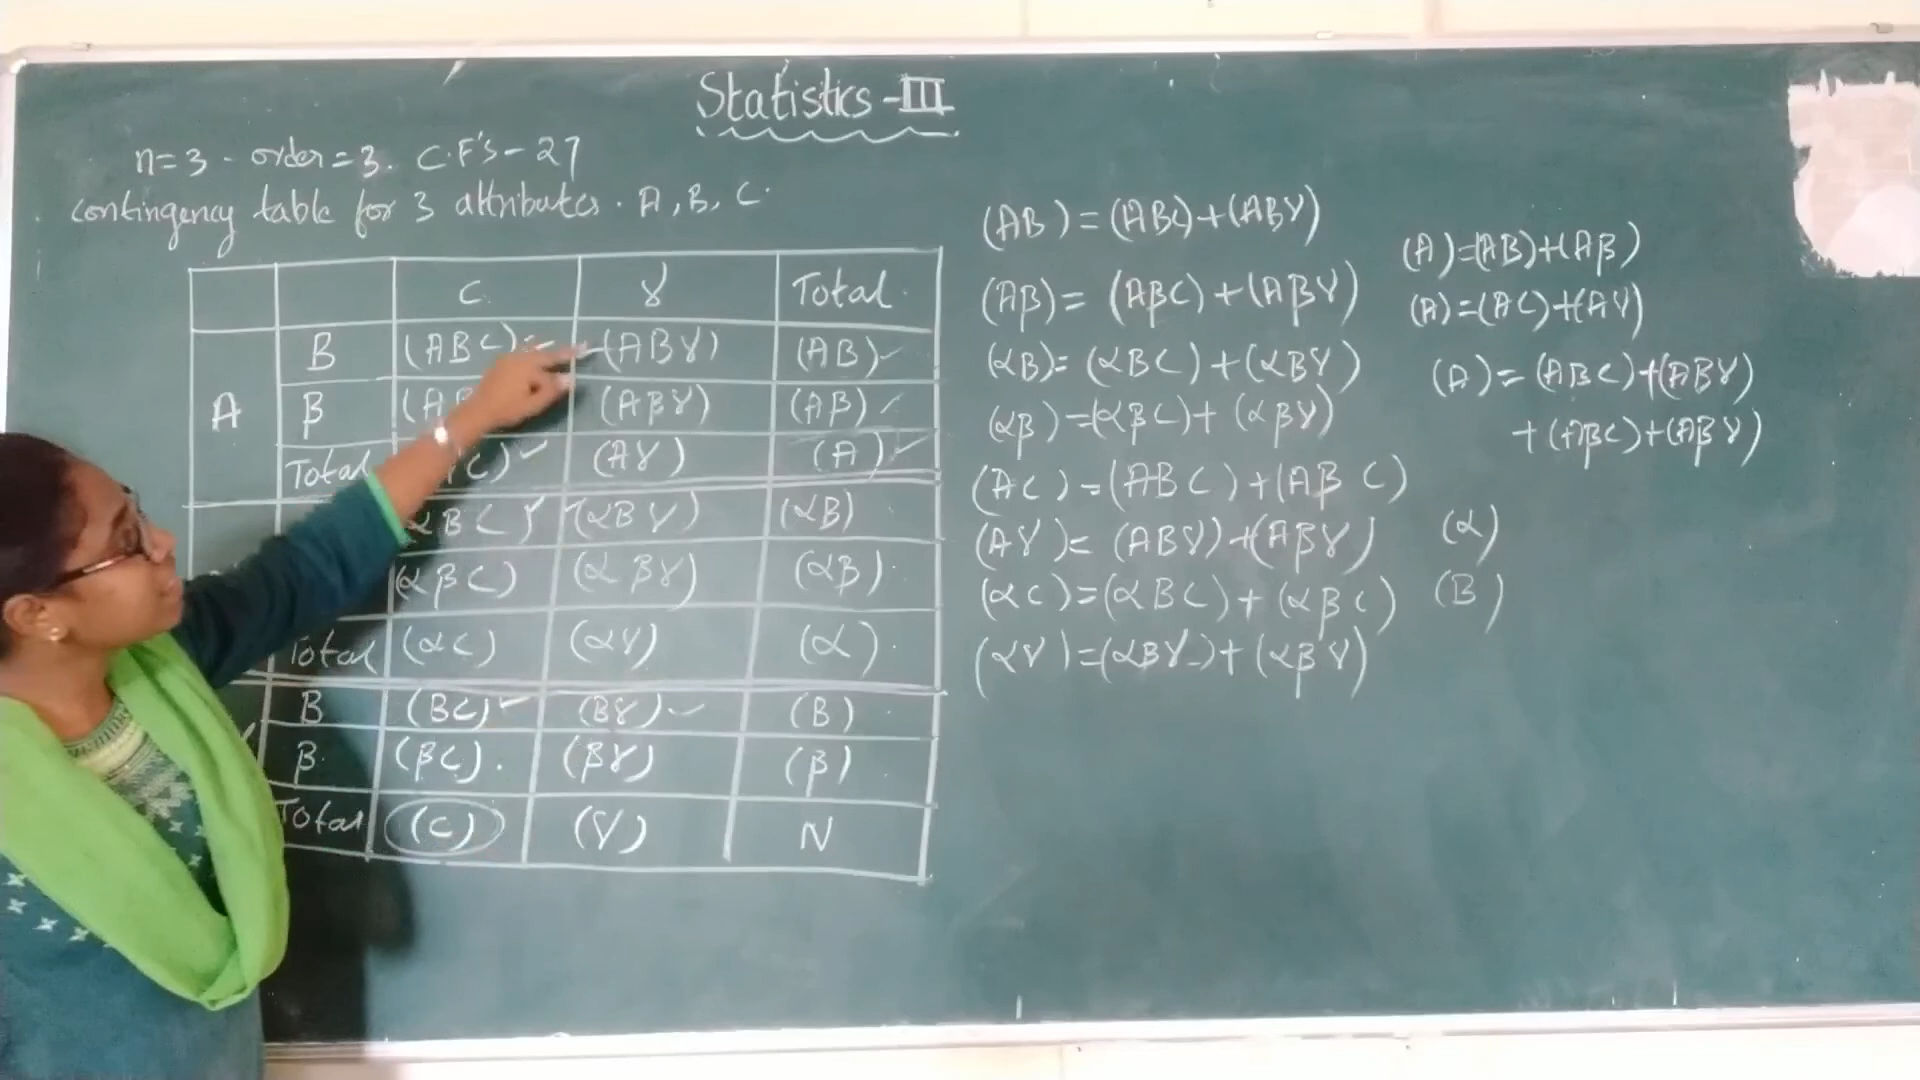 Statistics-III
n=3 - order=3. C.F's-27
contingency table for 3 attributes. A, B, C.
C γ Total
A B (ABC) (ABγ) (AB)
β (ABγ) (Aβ)
Total C) (Aγ) (A)
αBC) (αBγ) (αB)
(αβC) (αβγ) (αβ)
Total (αC) (αγ) (α)
B (BC) (Bγ) (B)
β (βC) (βγ) (β)
Total (C) (γ) N
(AB) = (ABC)+(ABγ)
(Aβ) = (AβC)+(Aβγ)
(αB) = (αBC)+(αBγ)
(αβ) = (αβC)+(αβγ)
(AC) = (ABC)+(AβC)
(Aγ) = (ABγ)+(Aβγ)
(αC) = (αBC)+(αβC)
(αγ) = (αBγ)+(αβγ)
(A)=(AB)+(Aβ)
(A)=(AC)+(Aγ)
(A) = (ABC)+(ABγ)
+(AβC)+(Aβγ)
(α)
(B)